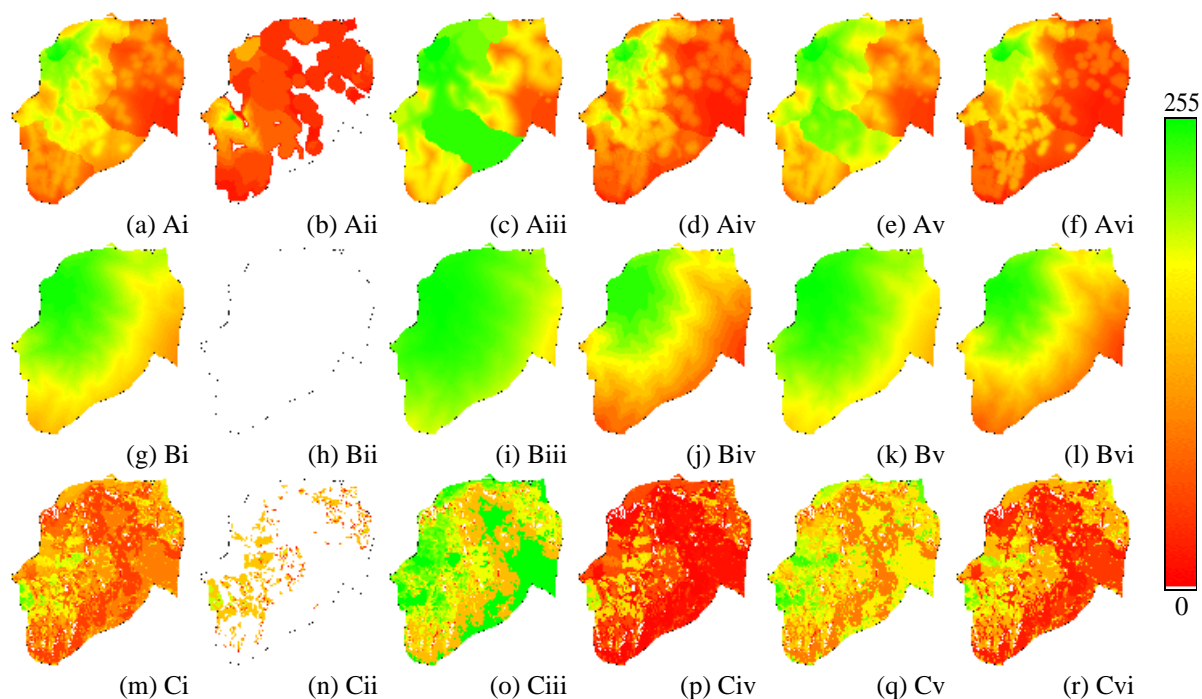 255
(a) Ai (b) Aii (c) Aiii (d) Aiv (e) Av (f) Avi
(g) Bi (h) Bii (i) Biii (j) Biv (k) Bv (l) Bvi
0
(m) Ci (n) Cii (o) Ciii (p) Civ (q) Cv (r) Cvi